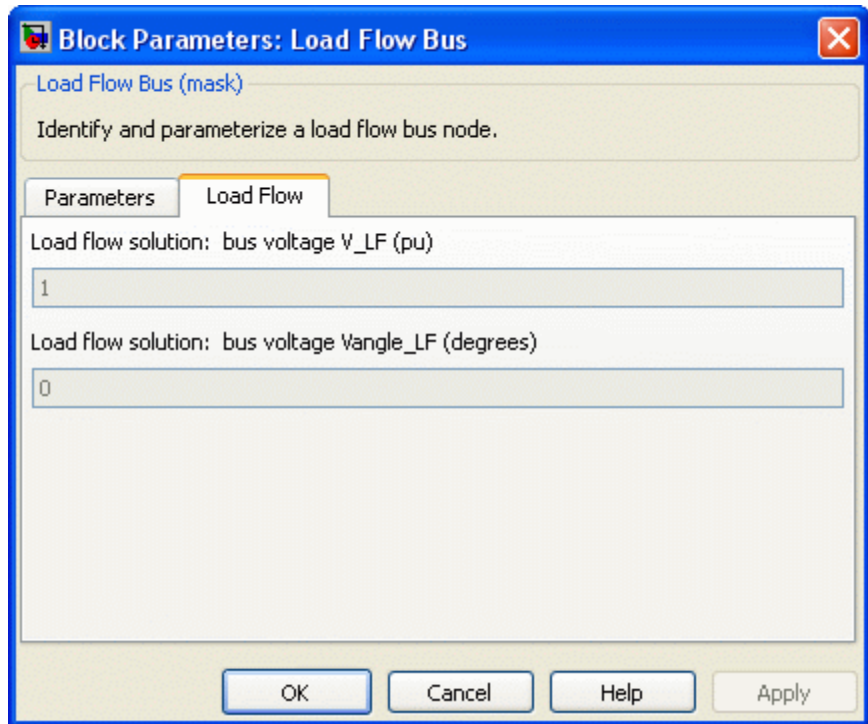 Block Parameters: Load Flow Bus
Load Flow Bus (mask)
Identify and parameterize a load flow bus node.
Parameters
Load Flow
Load flow solution: bus voltage V_LF (pu)
1
Load flow solution: bus voltage Vangle_LF (degrees)
0
OK
Cancel
Help
Apply